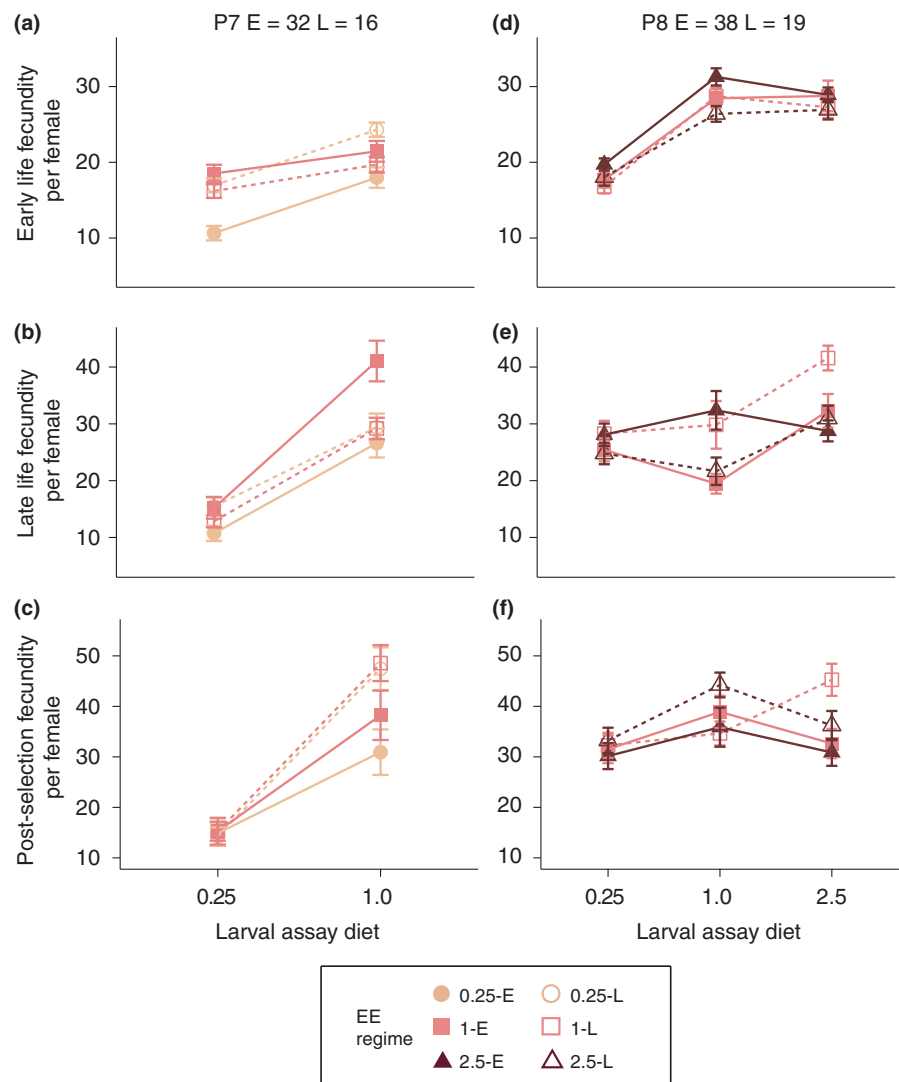 (a)
P7 E = 32 L = 16
Early life fecundity
per female
30
20
10
(d)
P8 E = 38 L = 19
(b)
Late life fecundity
per female
40
30
20
10
(e)
40
30
20
10
(c)
Post-selection fecundity
per female
50
40
30
20
10
0.25
1.0
Larval assay diet
(f)
50
40
30
20
10
0.25
1.0
2.5
Larval assay diet
EE
regime
0.25-E
0.25-L
1-E
1-L
2.5-E
2.5-L
30
20
10